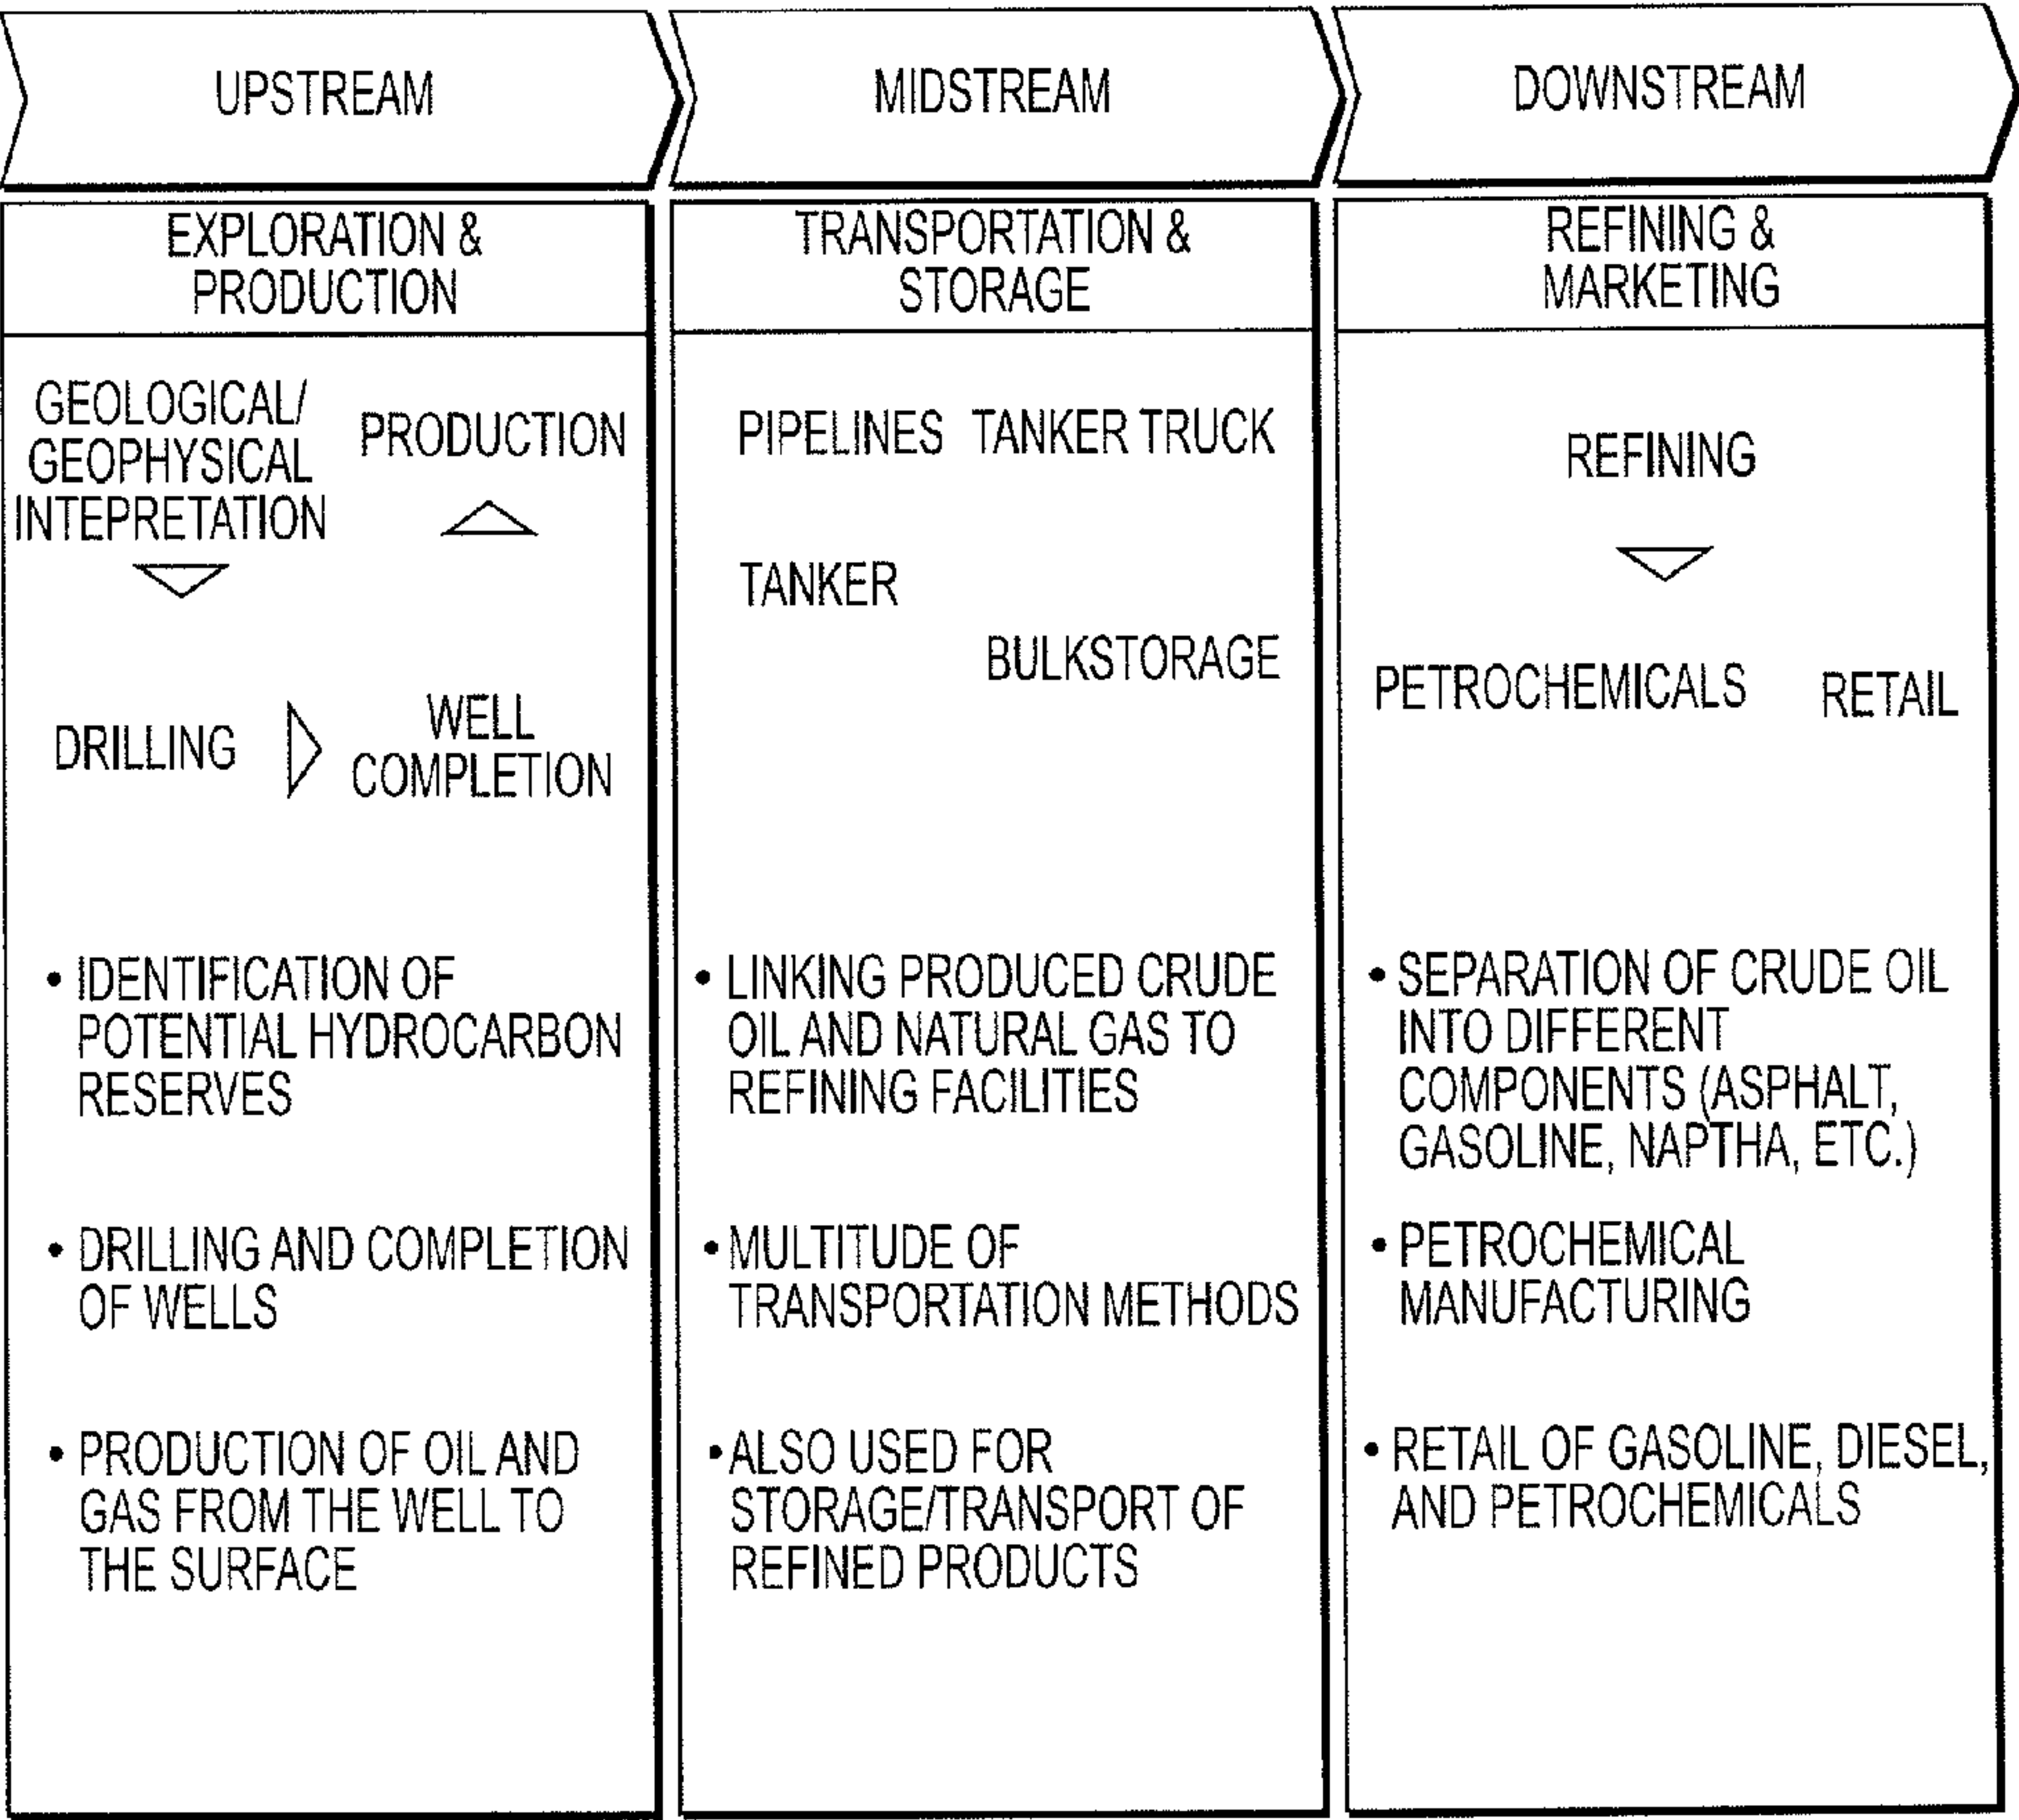 UPSTREAM
MIDSTREAM
DOWNSTREAM
EXPLORATION &
PRODUCTION
TRANSPORTATION &
STORAGE
REFINING &
MARKETING
GEOLOGICAL/
GEOPHYSICAL
INTEPRETATION
PRODUCTION
DRILLING
WELL
COMPLETION
• IDENTIFICATION OF
POTENTIAL HYDROCARBON
RESERVES
• DRILLING AND COMPLETION
OF WELLS
• PRODUCTION OF OIL AND
GAS FROM THE WELL TO
THE SURFACE
PIPELINES TANKER TRUCK
TANKER
BULKSTORAGE
• LINKING PRODUCED CRUDE
OIL AND NATURAL GAS TO
REFINING FACILITIES
• MULTITUDE OF
TRANSPORTATION METHODS
• ALSO USED FOR
STORAGE/TRANSPORT OF
REFINED PRODUCTS
REFINING
PETROCHEMICALS RETAIL
• SEPARATION OF CRUDE OIL
INTO DIFFERENT
COMPONENTS (ASPHALT,
GASOLINE, NAPTHA, ETC.)
• PETROCHEMICAL
MANUFACTURING
• RETAIL OF GASOLINE, DIESEL,
AND PETROCHEMICALS